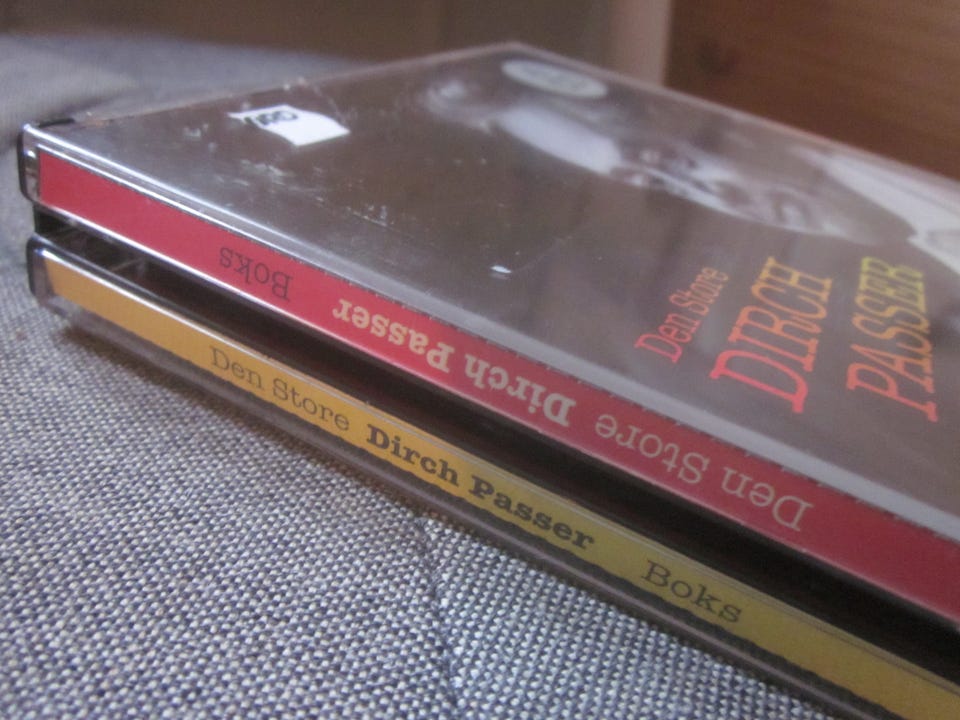 Den Store
DIRCH
PASSER
Den Store Dirch Passer Boks
Den Store Dirch Passer Boks